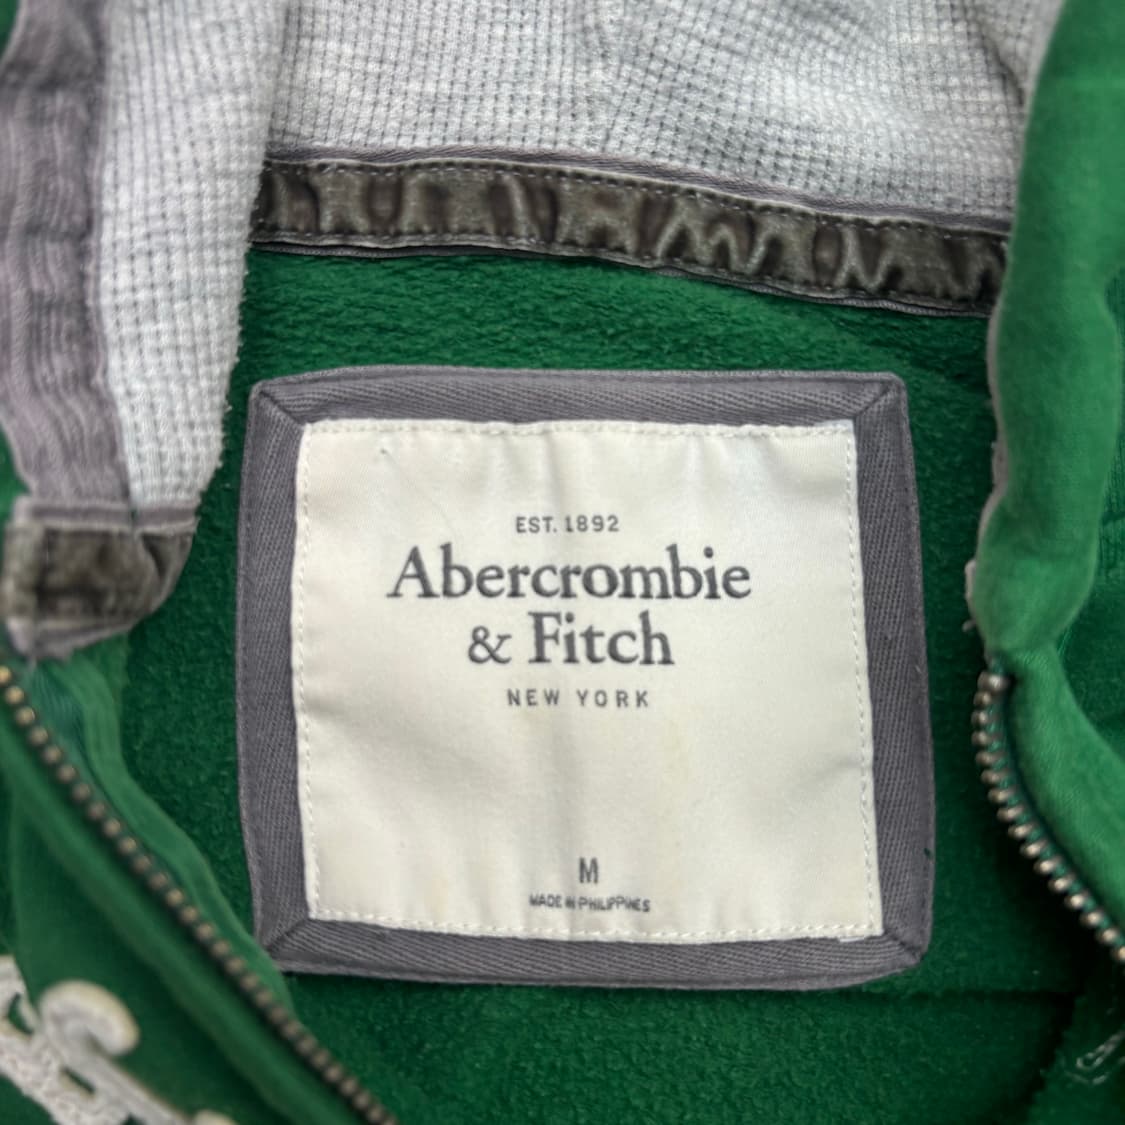 EST. 1892
Abercrombie
& Fitch
NEW YORK
M
MADE IN PHILIPPINES